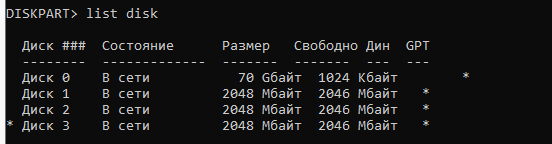 DISKPART> list disk
Диск ###  Состояние      Размер   Свободно Дин  GPT
--------  -------------  -------  -------  ---  ---
Диск 0    В сети           70 Gбайт  1024 Kбайт        *
Диск 1    В сети         2048 Mбайт  2046 Mбайт   *
Диск 2    В сети         2048 Mбайт  2046 Mбайт   *
* Диск 3    В сети         2048 Mбайт  2046 Mбайт   *